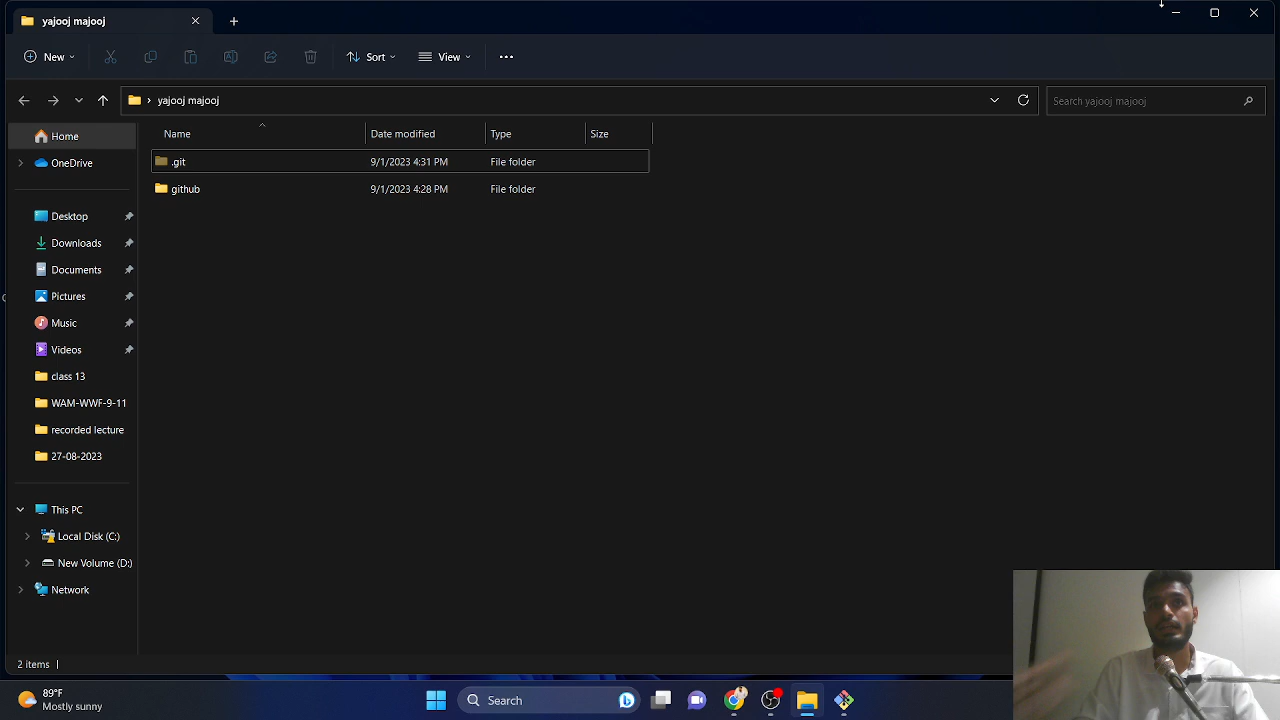 yajooj majooj
New
Sort
View
yajooj majooj
Search yajooj majooj
Home
OneDrive
Desktop
Downloads
Documents
Pictures
Music
Videos
class 13
WAM-WWF-9-11
recorded lecture
27-08-2023
This PC
Local Disk (C:)
New Volume (D:)
Network
Name Date modified Type Size
.git 9/1/2023 4:31 PM File folder
github 9/1/2023 4:28 PM File folder
2 items
89°F
Mostly sunny
Search